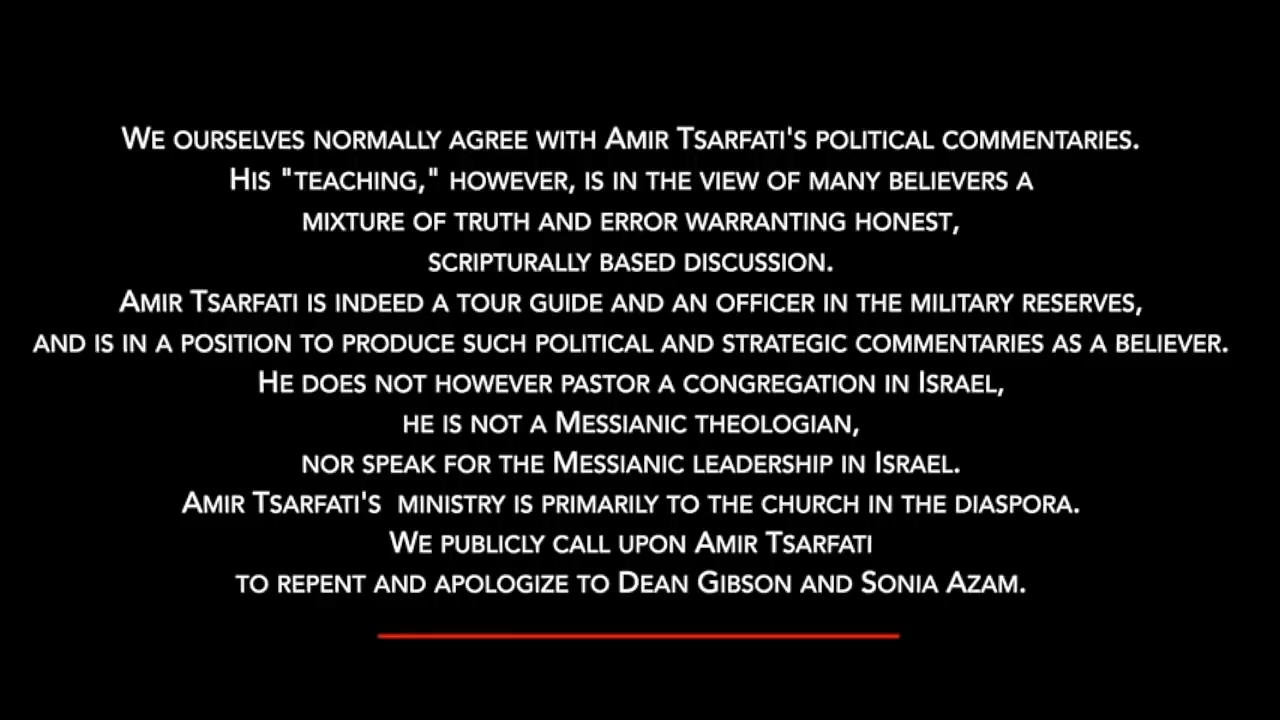 We ourselves normally agree with Amir Tsarfati's political commentaries.
His "teaching," however, is in the view of many believers a
mixture of truth and error warranting honest,
scripturally based discussion.
Amir Tsarfati is indeed a tour guide and an officer in the military reserves,
and is in a position to produce such political and strategic commentaries as a believer.
He does not however pastor a congregation in Israel,
he is not a Messianic theologian,
nor speak for the Messianic leadership in Israel.
Amir Tsarfati's  ministry is primarily to the church in the diaspora.
We publicly call upon Amir Tsarfati
to repent and apologize to Dean Gibson and Sonia Azam.